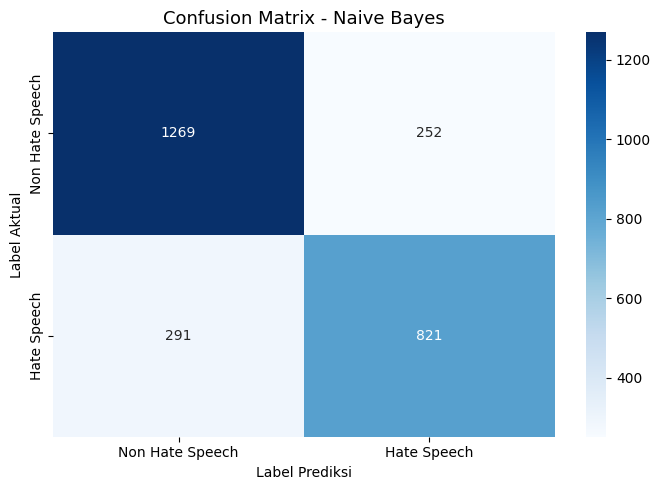 Confusion Matrix - Naive Bayes
Label Aktual
Non Hate Speech
Hate Speech
1269
252
291
821
Non Hate Speech
Hate Speech
Label Prediksi
1200
1000
800
600
400